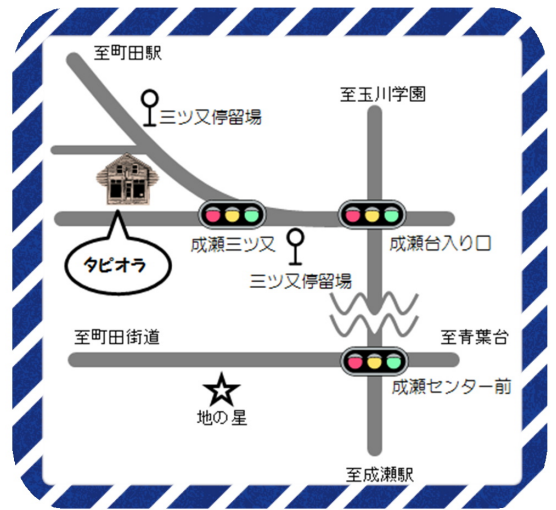 至町田駅
至玉川学園
三ツ又停留場
成瀬三ツ又
成瀬台入り口
タピオラ
三ツ又停留場
至町田街道
至青葉台
成瀬センター前
地の星
至成瀬駅